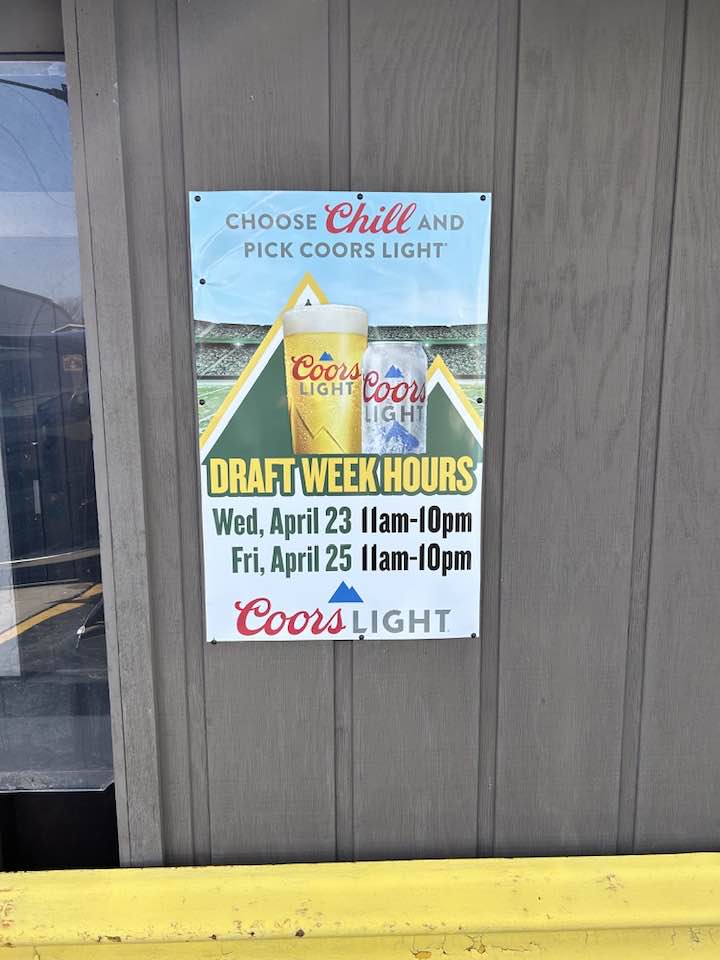 CHOOSE Chill AND
PICK COORS LIGHT
Coors
LIGHT
Coors
LIGHT
DRAFT WEEK HOURS
Wed, April 23 11am-10pm
Fri, April 25 11am-10pm
Coors LIGHT